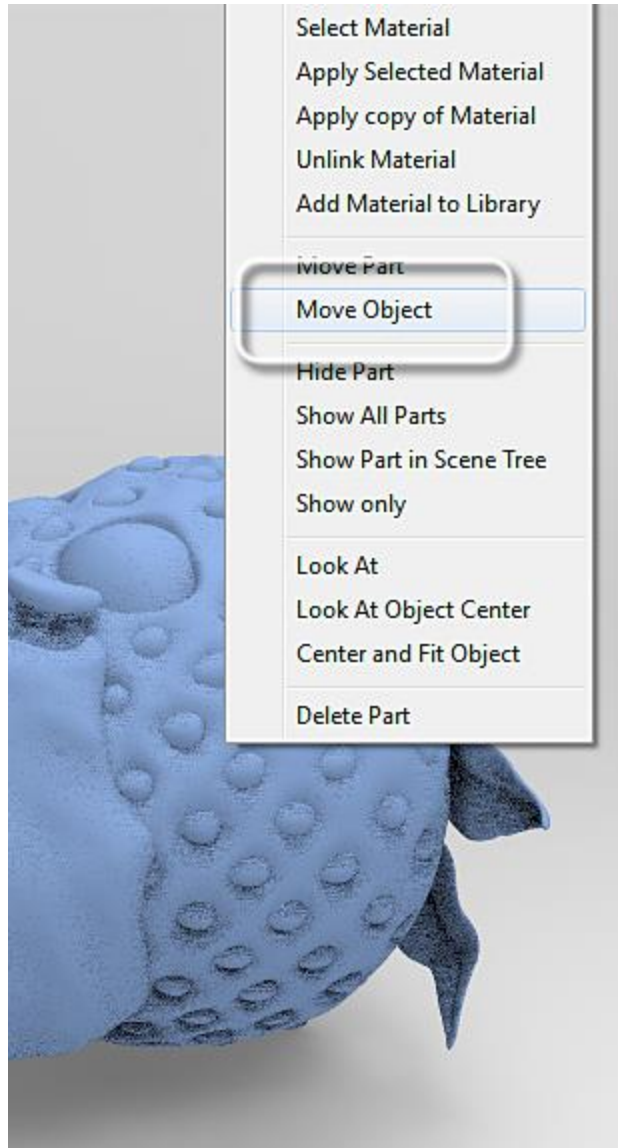 Select Material
Apply Selected Material
Apply copy of Material
Unlink Material
Add Material to Library
Move Part
Move Object
Hide Part
Show All Parts
Show Part in Scene Tree
Show only
Look At
Look At Object Center
Center and Fit Object
Delete Part